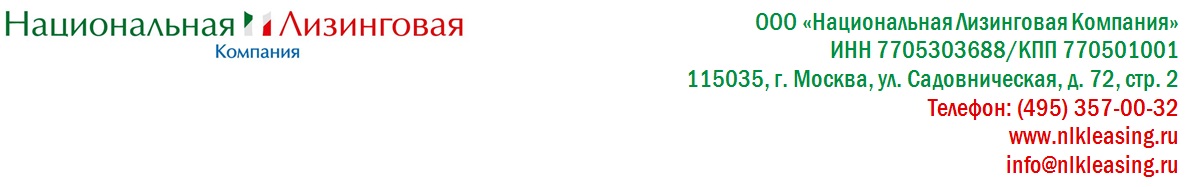 Национальная Лизинговая
Компания
ООО «Национальная Лизинговая Компания»
ИНН 7705303688/КПП 770501001
115035, г. Москва, ул. Садовническая, д. 72, стр. 2
Телефон: (495) 357-00-32
www.nlkleasing.ru
info@nlkleasing.ru